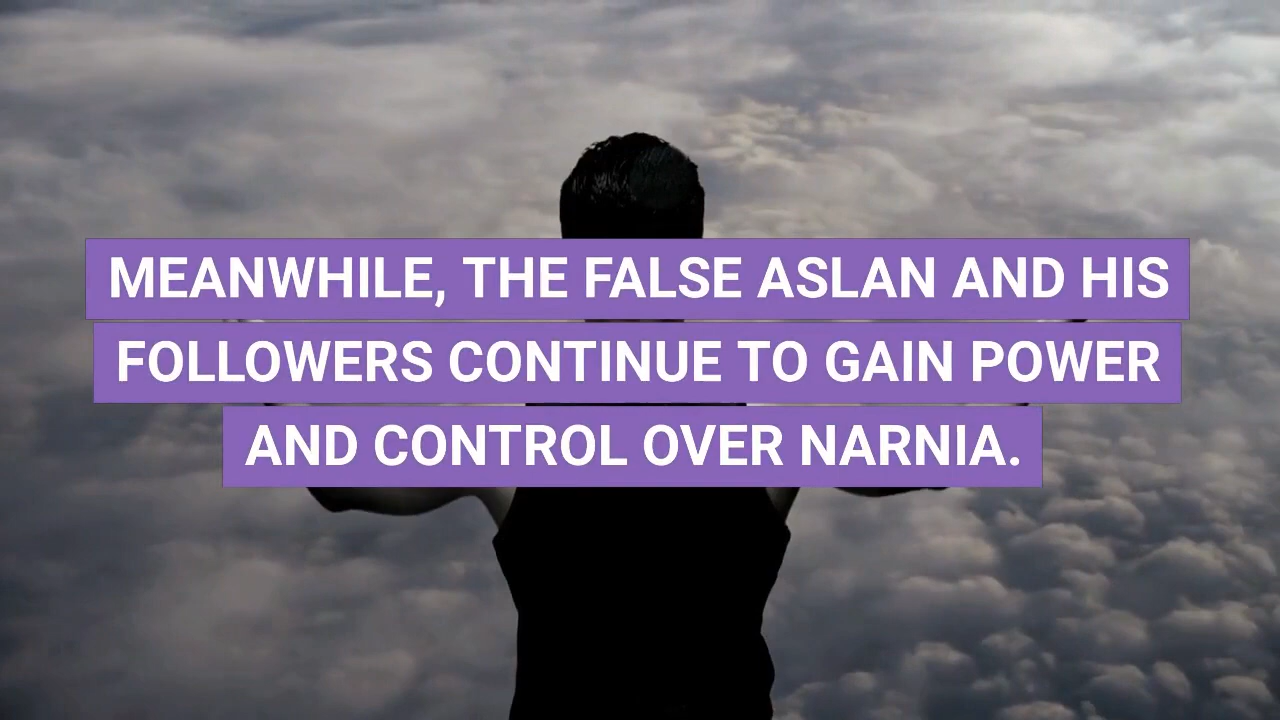 MEANWHILE, THE FALSE ASLAN AND HIS
FOLLOWERS CONTINUE TO GAIN POWER
AND CONTROL OVER NARNIA.